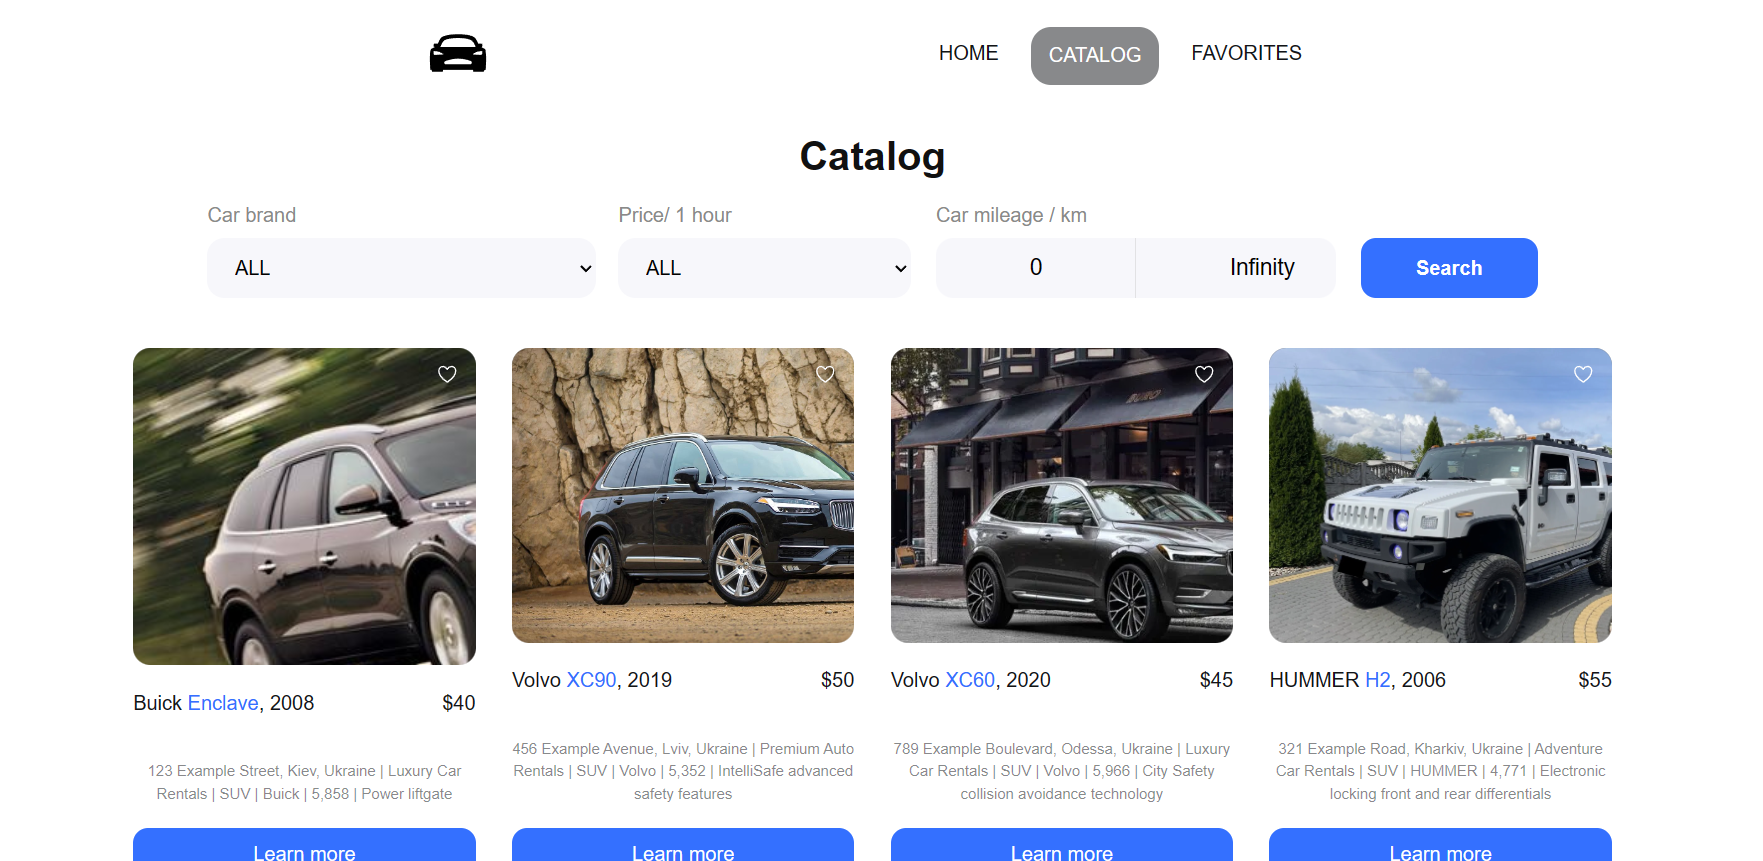 HOME
CATALOG
FAVORITES
Catalog
Car brand
Price/ 1 hour
Car mileage / km
ALL
ALL
0
Infinity
Search
Buick Enclave, 2008
$40
123 Example Street, Kiev, Ukraine | Luxury Car
Rentals | SUV | Buick | 5,858 | Power liftgate
Learn more
Volvo XC90, 2019
$50
456 Example Avenue, Lviv, Ukraine | Premium Auto
Rentals | SUV | Volvo | 5,352 | IntelliSafe advanced
safety features
Learn more
Volvo XC60, 2020
$45
789 Example Boulevard, Odessa, Ukraine | Luxury
Car Rentals | SUV | Volvo | 5,966 | City Safety
collision avoidance technology
Learn more
HUMMER H2, 2006
$55
321 Example Road, Kharkiv, Ukraine | Adventure
Car Rentals | SUV | HUMMER | 4,771 | Electronic
locking front and rear differentials
Learn more